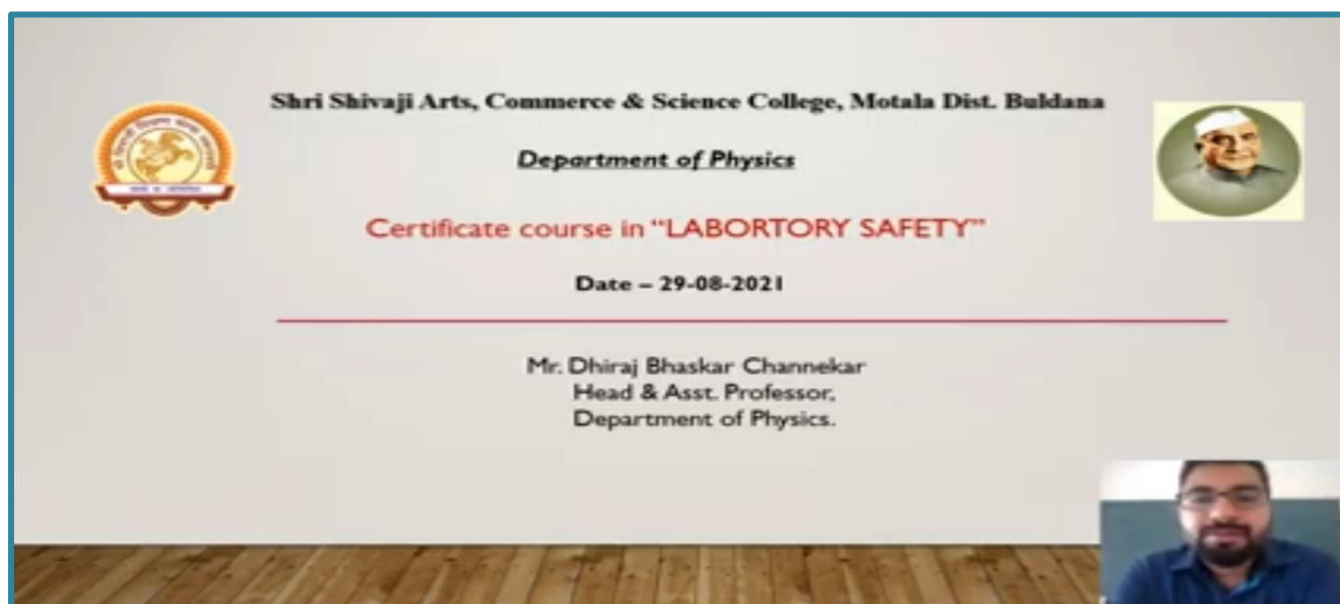 Shri Shivaji Arts, Commerce & Science College, Motala Dist. Buldana
Department of Physics
Certificate course in “LABORTORY SAFETY”
Date – 29-08-2021
Mr. Dhiraj Bhaskar Channekar
Head & Asst. Professor,
Department of Physics.